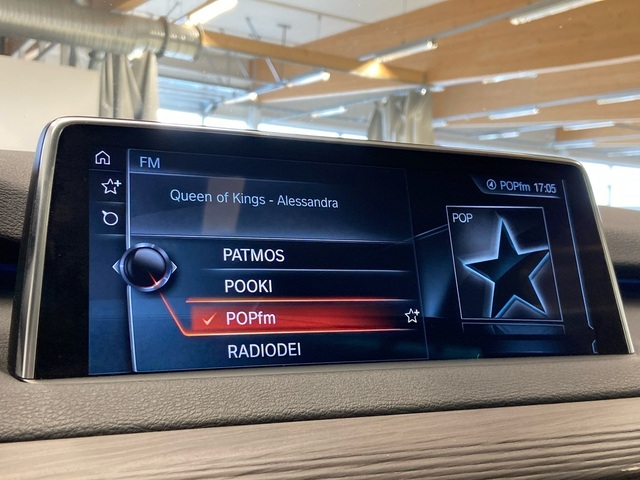 FM
POPfm 17:05
Queen of Kings - Alessandra
POP
PATMOS
POOKI
POPfm
RADIODEI